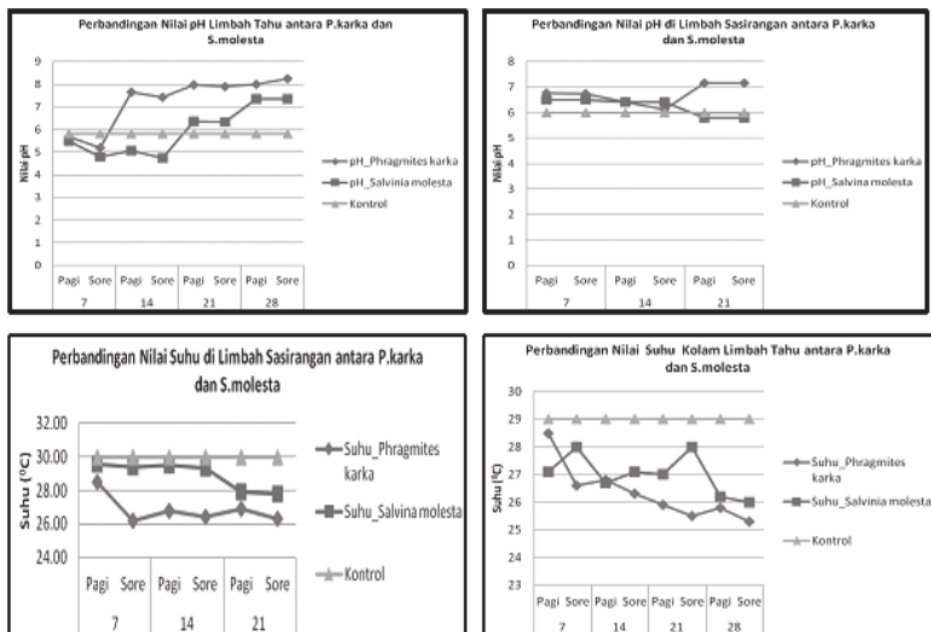 Perbandingan Nilai pH Limbah Tahu antara P.karka dan
S.molesta
9
8
7
6
5
4
3
2
1
0
Nilai pH
Pagi Sore Pagi Sore Pagi Sore Pagi Sore
7 14 21 28
pH_Phragmites karka
pH_Salvinia molesta
Kontrol
Perbandingan Nilai pH di Limbah Sasirangan antara P.karka
dan S.molesta
8
7
6
5
4
3
2
1
0
Nilai pH
Pagi Sore Pagi Sore Pagi Sore
7 14 21
pH_Phragmites karka
pH_Salvina molesta
Kontrol
Perbandingan Nilai Suhu di Limbah Sasirangan antara P.karka
dan S.molesta
32.00
30.00
28.00
26.00
24.00
Suhu (ºC)
Pagi Sore Pagi Sore Pagi Sore
7 14 21
Suhu_Phragmites
karka
Suhu_Salvina molesta
Kontrol
Perbandingan Nilai Suhu Kolam Limbah Tahu antara P.karka
dan S.molesta
30
29
28
27
26
25
24
23
Suhu (ºC)
Pagi Sore Pagi Sore Pagi Sore Pagi Sore
7 14 21 28
Suhu_Phragmites
karka
Suhu_Salvinia molesta
Kontrol